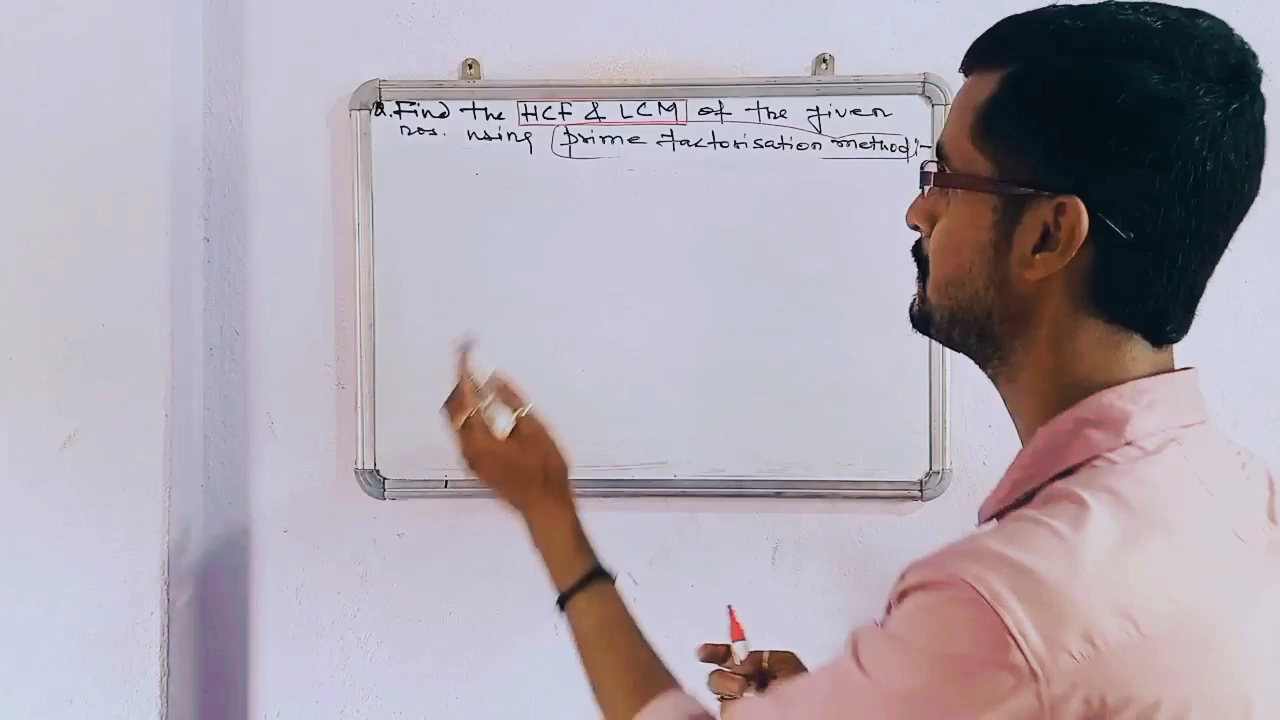 Q. Find the HCF & LCM of the given
nos. using prime factorisation method:-